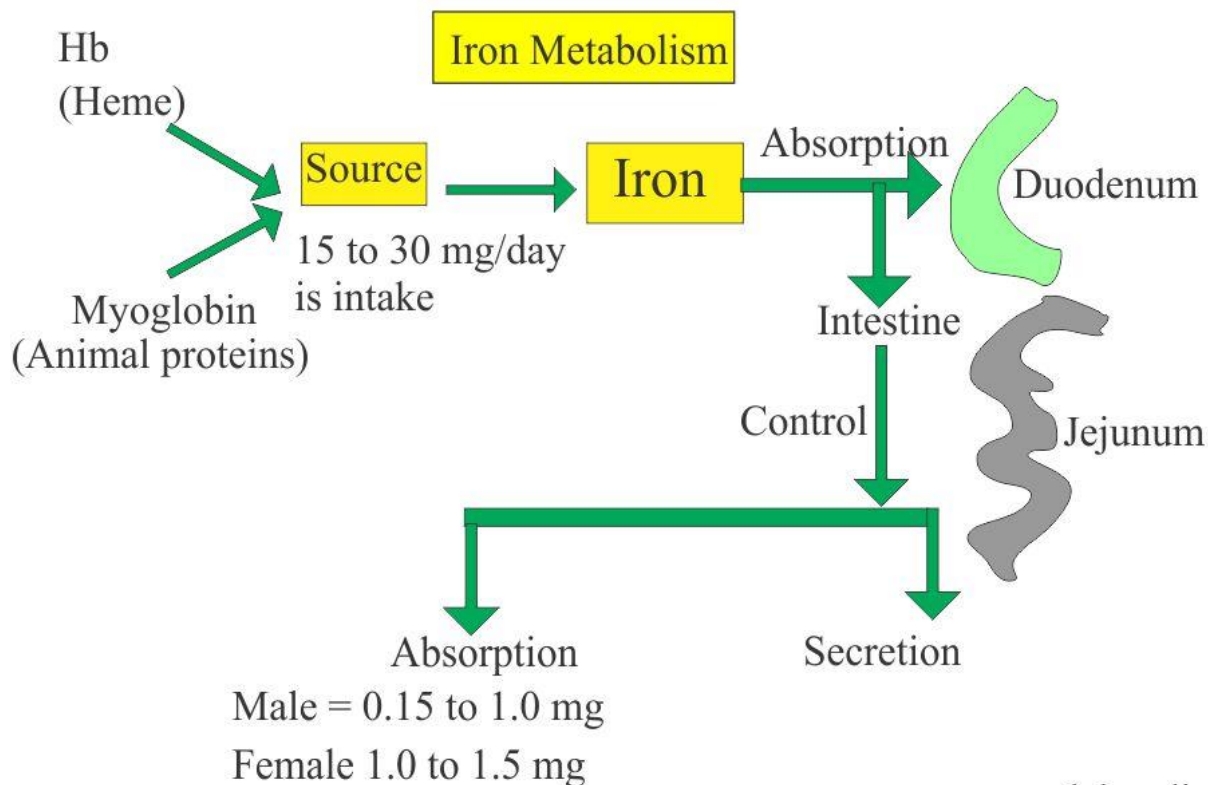 Iron Metabolism
Hb
(Heme)
Source
Iron
Absorption
Duodenum
15 to 30 mg/day
is intake
Myoglobin
(Animal proteins)
Intestine
Control
Jejunum
Absorption
Secretion
Male = 0.15 to 1.0 mg
Female 1.0 to 1.5 mg